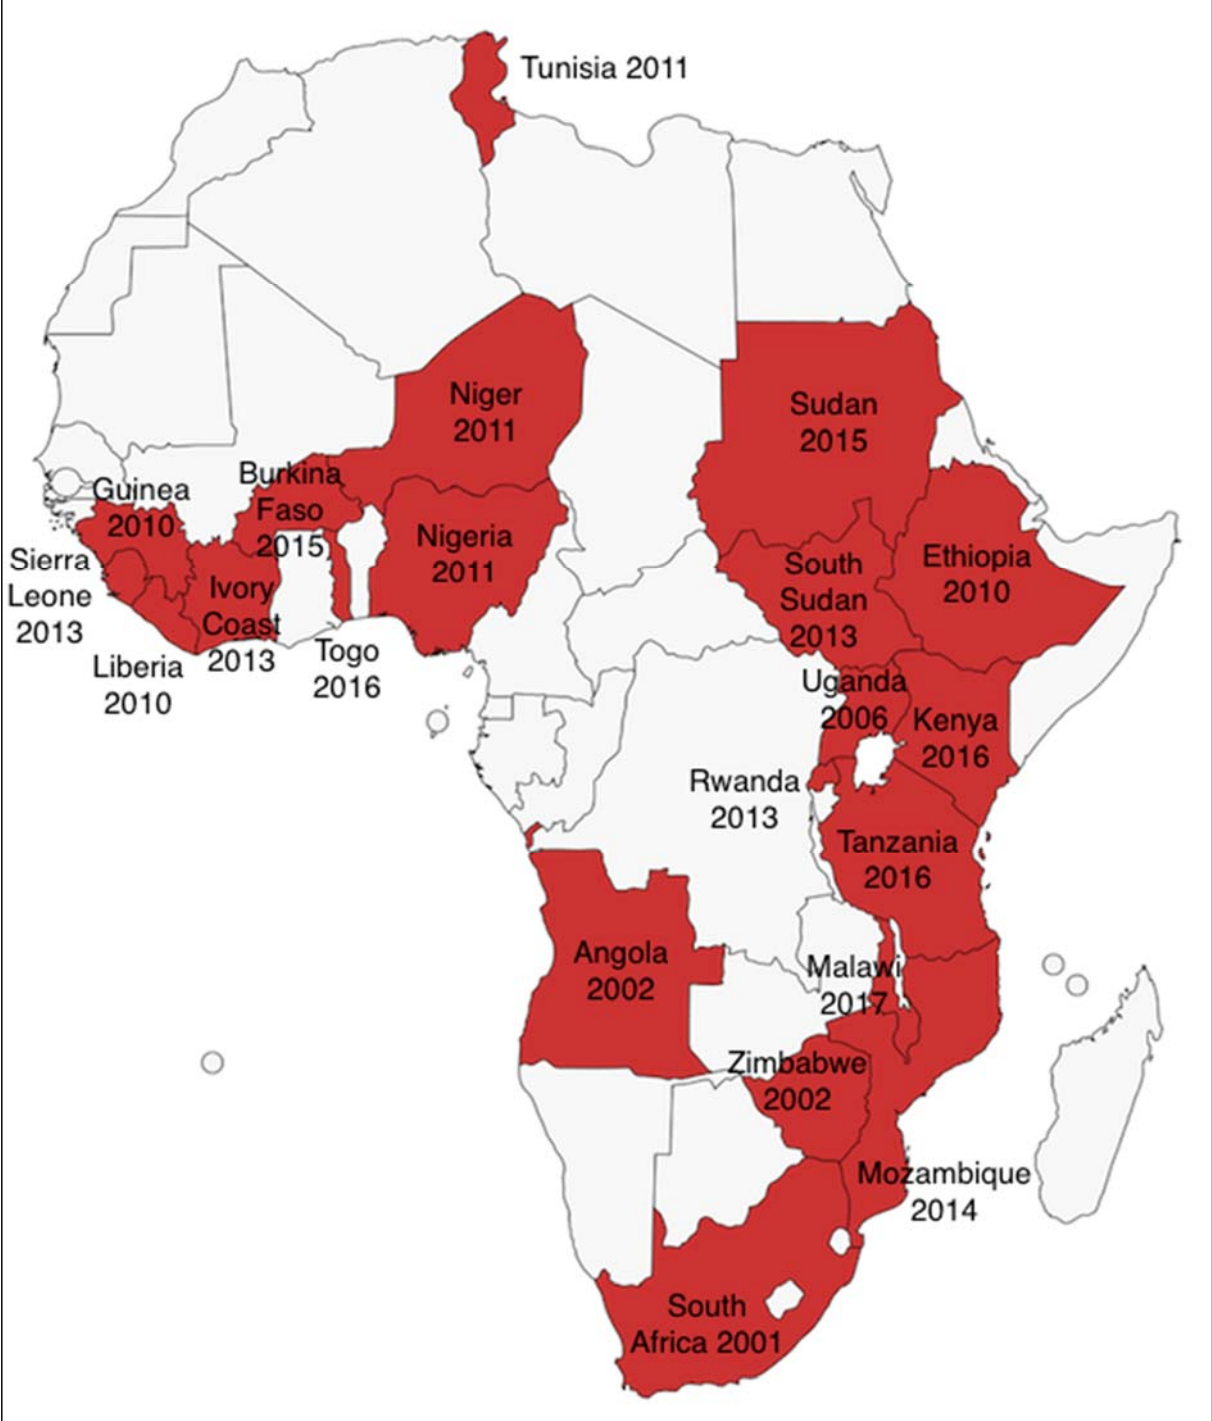 Tunisia 2011
Niger
2011
Sudan
2015
Burkina
Faso
2015
Guinea
2010
Nigeria
2011
Sierra
Leone
2013
Ivory
Coast
2013
South
Sudan
2013
Ethiopia
2010
Liberia
2010
Togo
2016
Uganda
2006
Kenya
2016
Rwanda
2013
Tanzania
2016
Angola
2002
Malawi
2017
Zimbabwe
2002
Mozambique
2014
South
Africa 2001